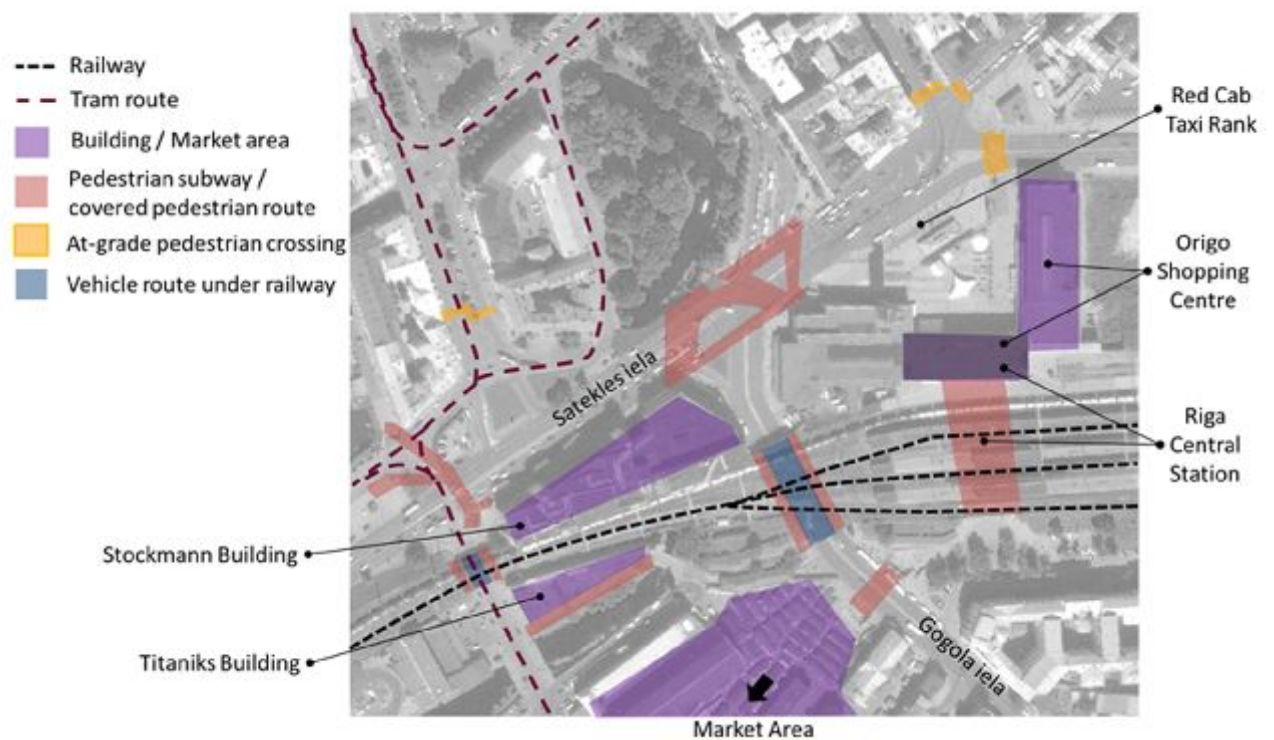 Railway
Tram route
Building / Market area
Pedestrian subway /
covered pedestrian route
At-grade pedestrian crossing
Vehicle route under railway
Red Cab
Taxi Rank
Origo
Shopping
Centre
Riga
Central
Station
Satekles iela
Stockmann Building
Titaniks Building
Gogola iela
Market Area